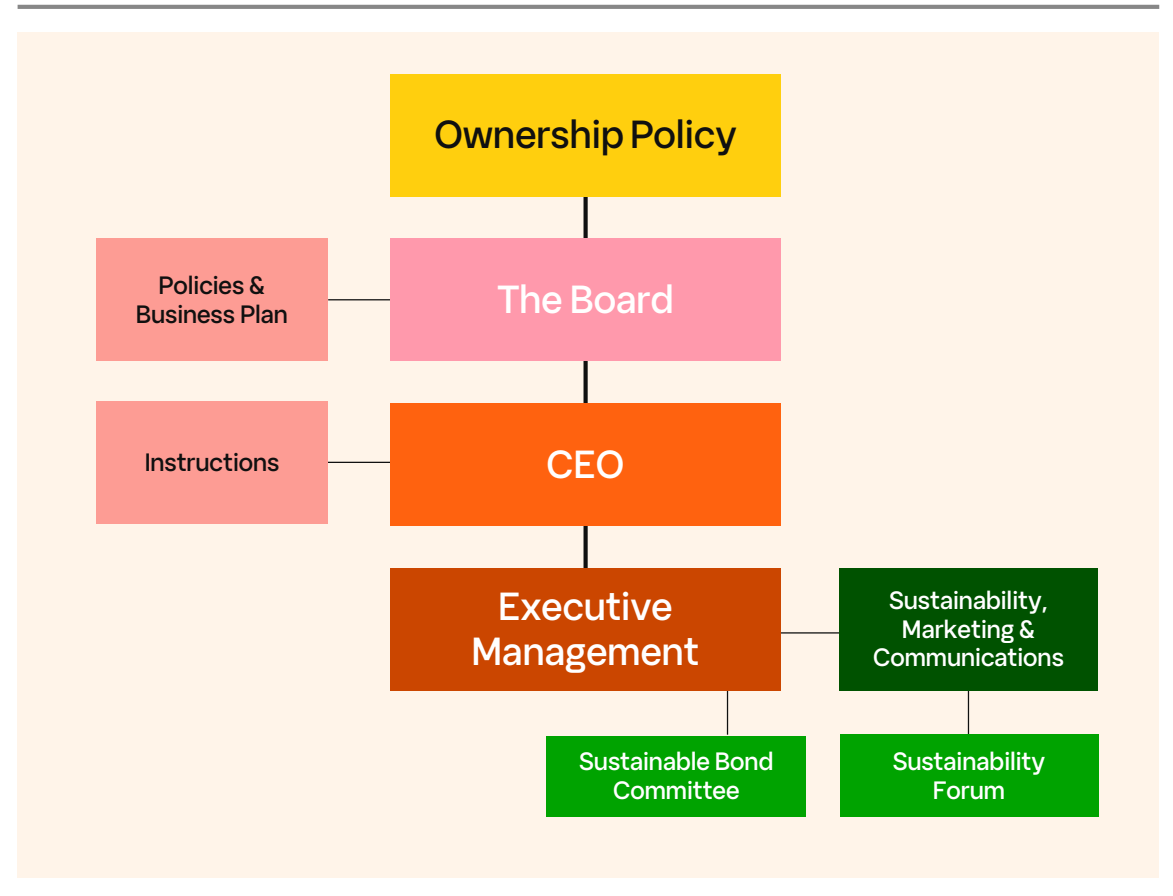 Ownership Policy
Policies &
Business Plan
The Board
Instructions
CEO
Executive
Management
Sustainability,
Marketing &
Communications
Sustainable Bond
Committee
Sustainability
Forum